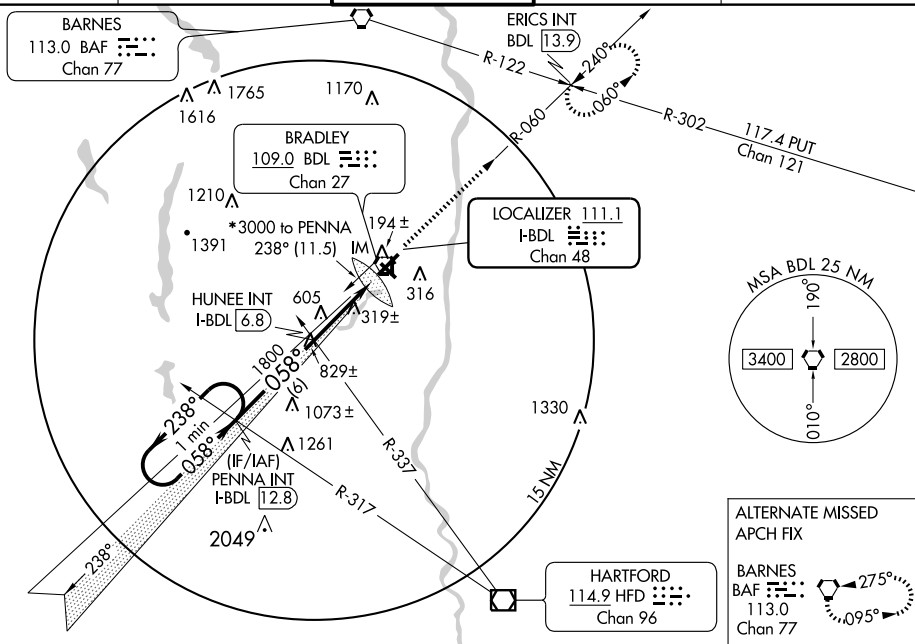 BARNES
113.0 BAF
Chan 77
ERICS INT
BDL 13.9
R-122
240°
060°
R-060
R-302
117.4 PUT
Chan 121
1765
1616
1170
BRADLEY
109.0 BDL
Chan 27
1210
1391
*3000 to PENNA
238° (11.5)
IM
194 ±
LOCALIZER 111.1
I-BDL
Chan 48
316
MSA BDL 25 NM
190°
3400
2800
010°
HUNEE INT
I-BDL 6.8
605
319±
829±
1800
058°
(6)
1073 ±
1261
238°
1 min
058°
(IF/IAF)
PENNA INT
I-BDL 12.8
R-337
R-317
1330
15 NM
2049
238°
HARTFORD
114.9 HFD
Chan 96
ALTERNATE MISSED
APCH FIX
BARNES
BAF
113.0
Chan 77
275°
095°